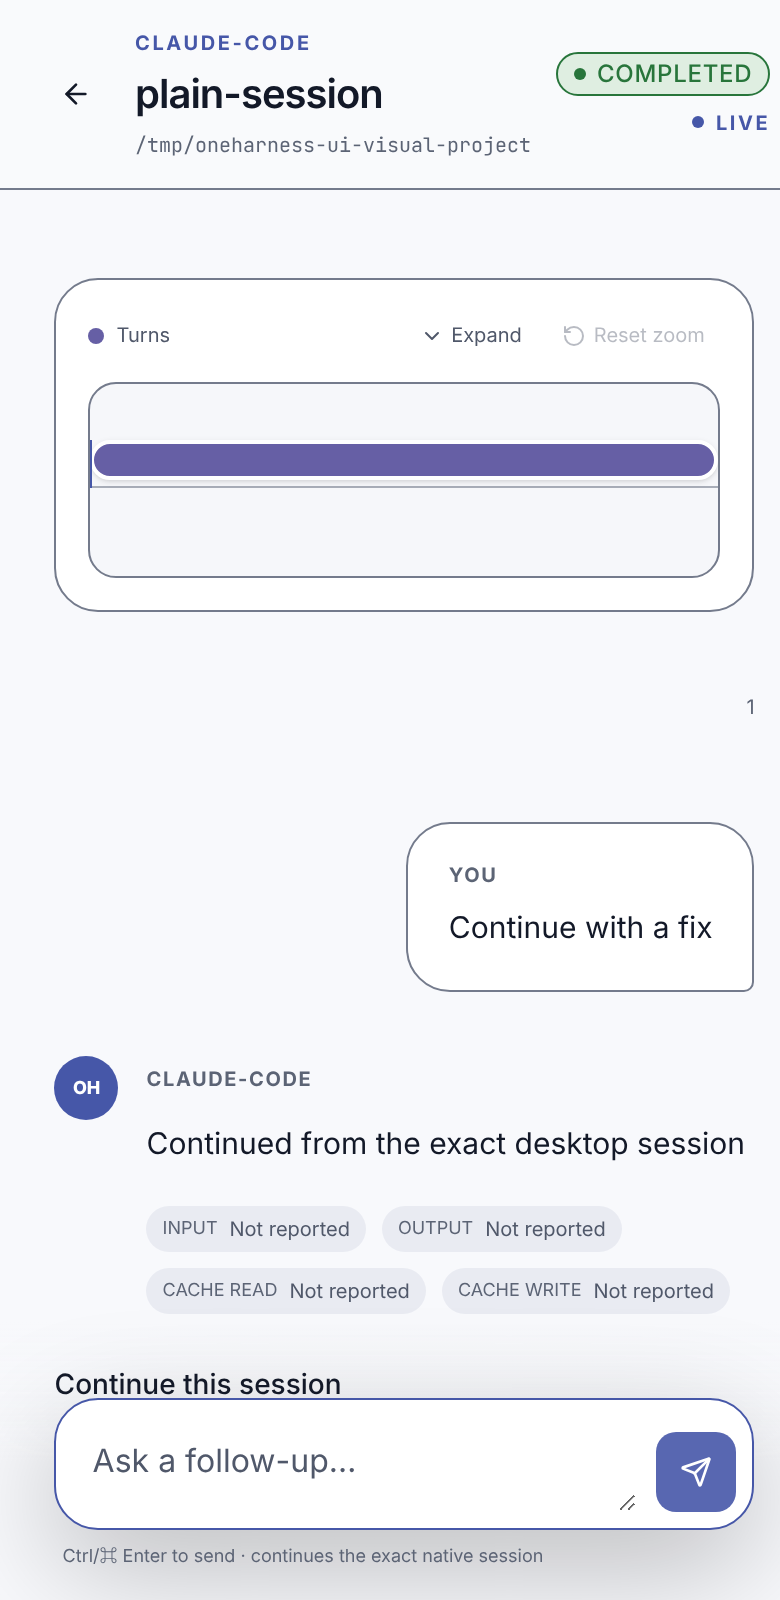 CLAUDE-CODE
plain-session
/tmp/oneharness-ui-visual-project
COMPLETED
LIVE
Turns
Expand
Reset zoom
1
YOU
Continue with a fix
OH
CLAUDE-CODE
Continued from the exact desktop session
INPUT Not reported
OUTPUT Not reported
CACHE READ Not reported
CACHE WRITE Not reported
Continue this session
Ask a follow-up...
Ctrl/⌘ Enter to send · continues the exact native session